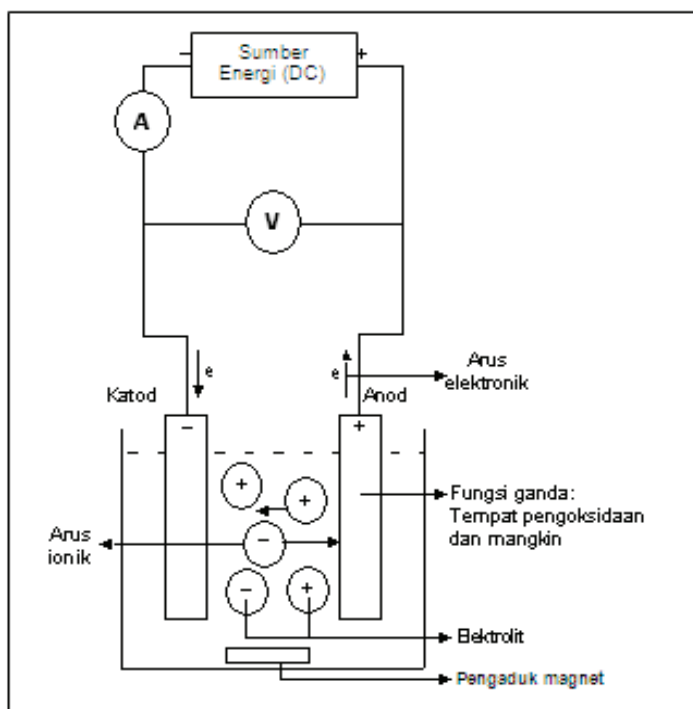 Sumber
Energi (DC)
−
+
A
V
e
e
Arus
elektronik
Katod
Anod
−
+
+
+
−
−
+
Fungsi ganda:
Tempat pengoksidaan
dan mangkin
Arus
ionik
Elektrolit
Pengaduk magnet